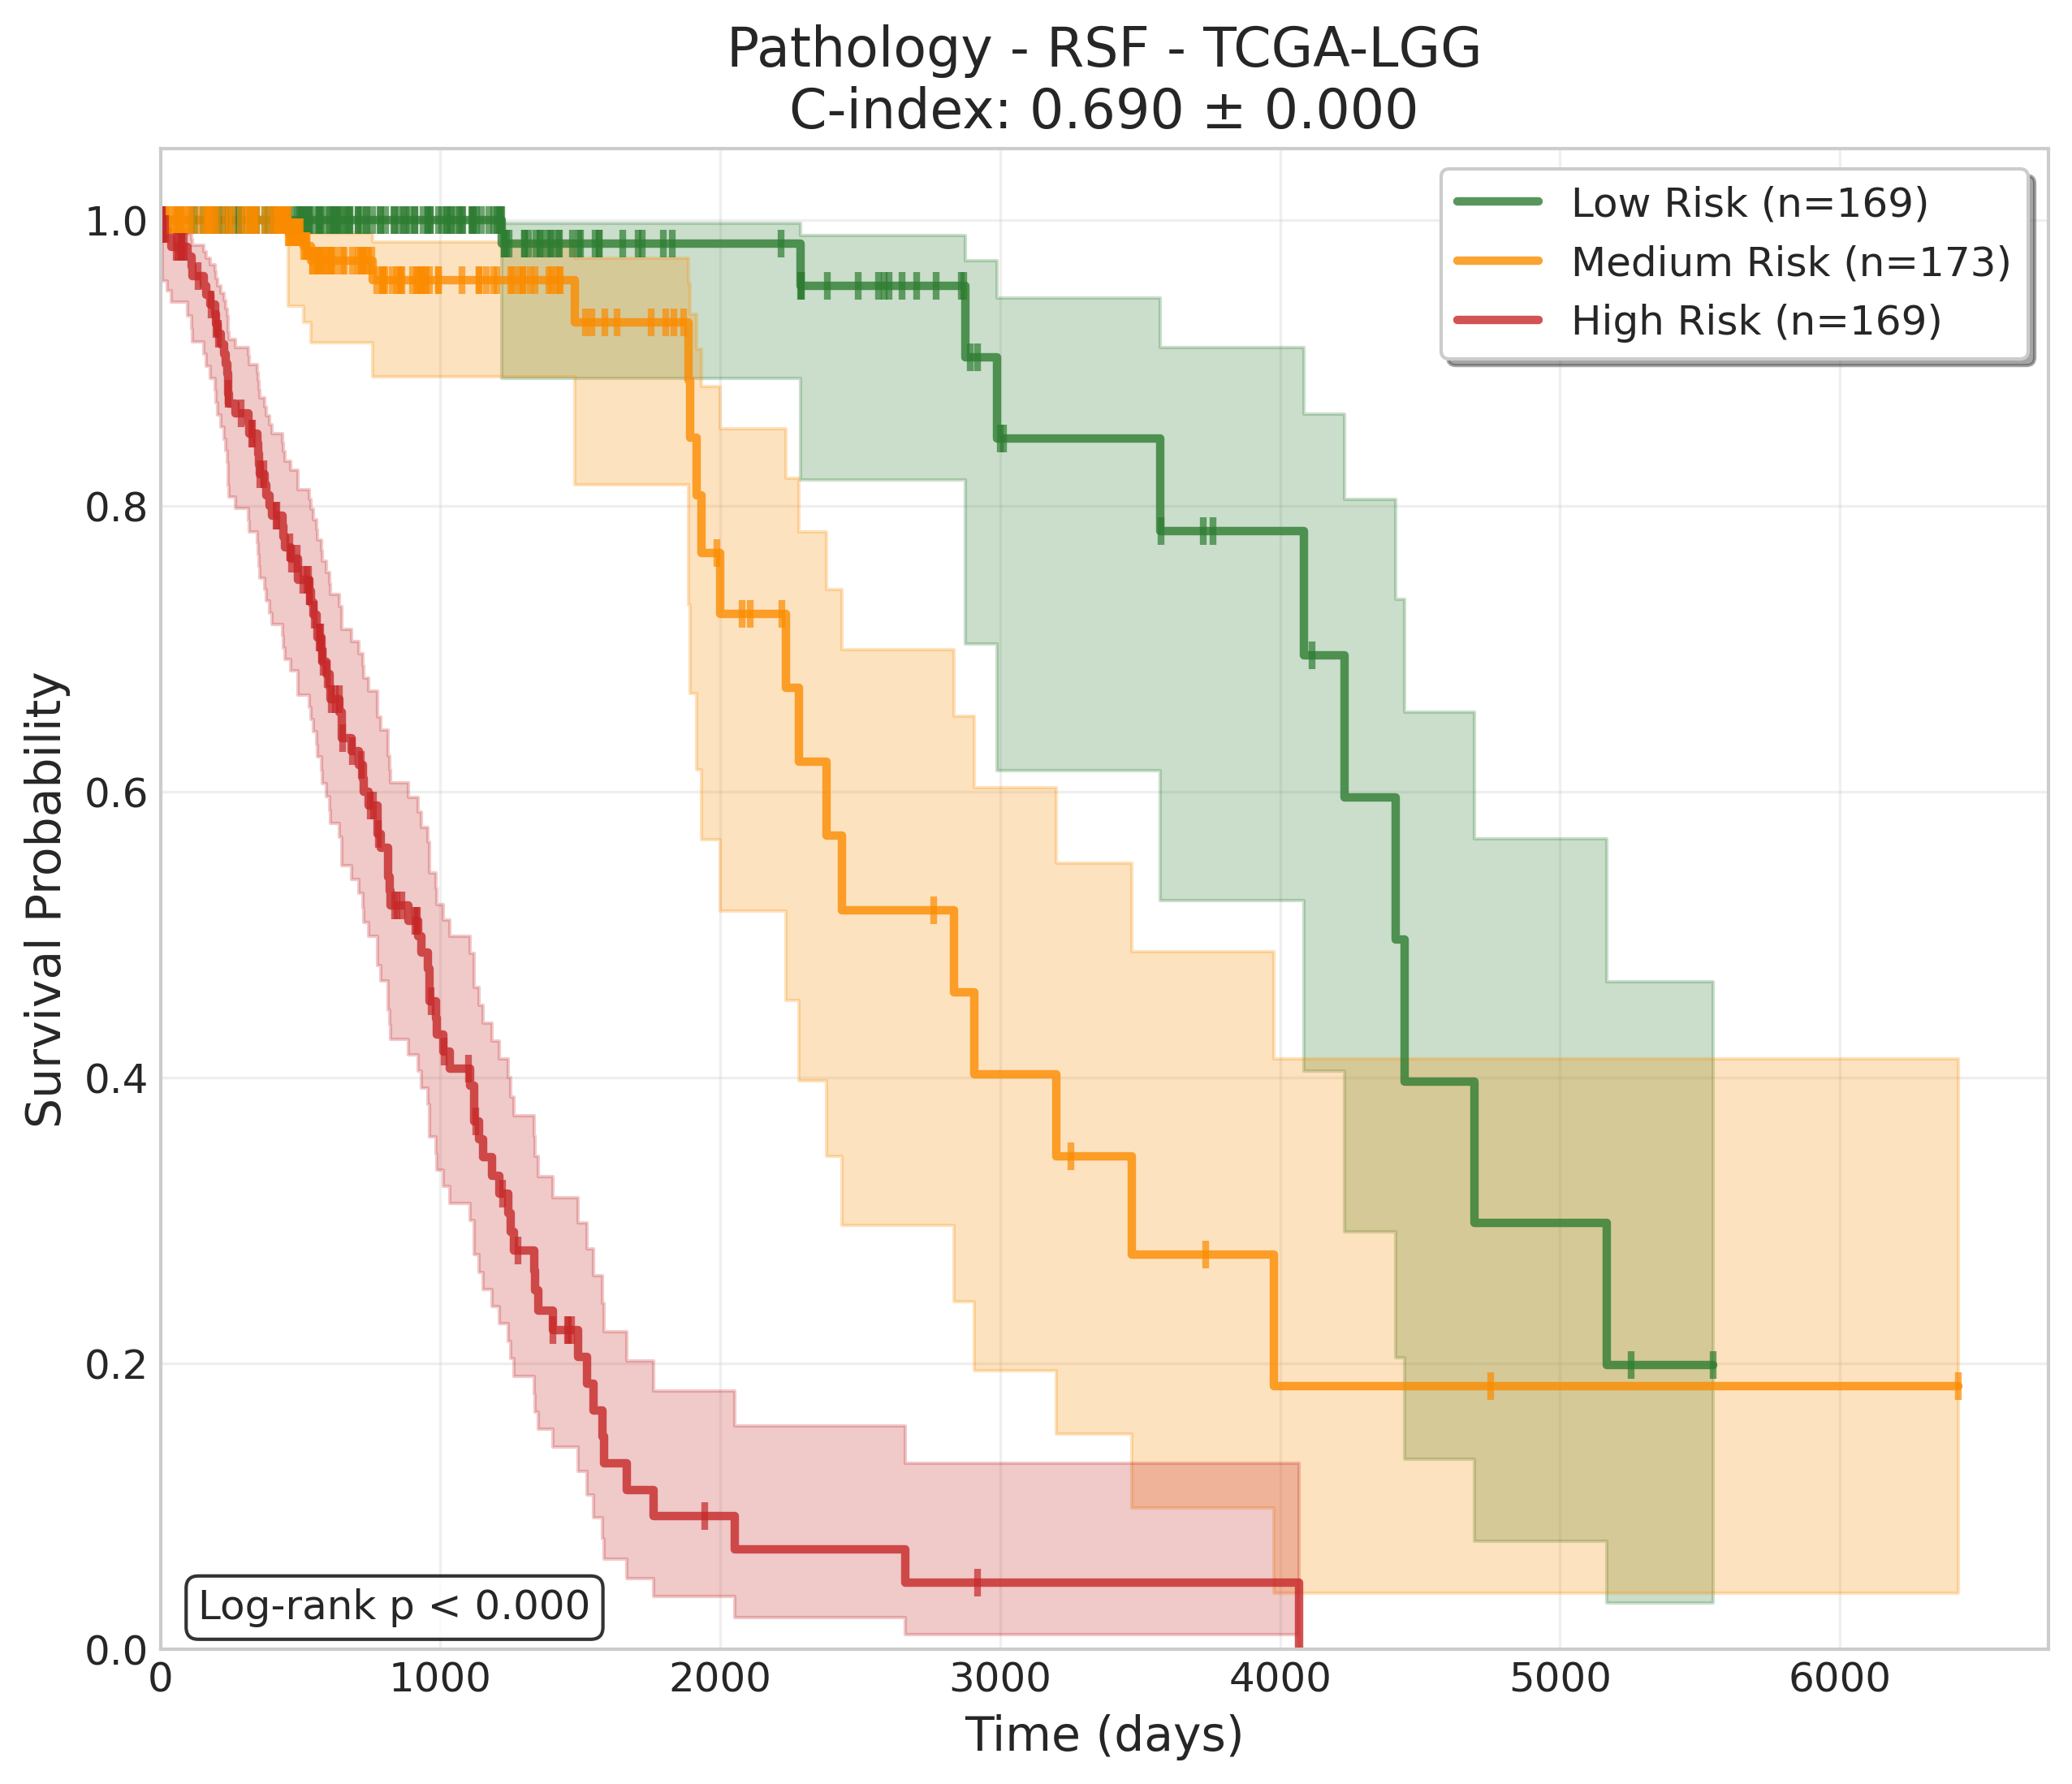 Pathology - RSF - TCGA-LGG
C-index: 0.690 ± 0.000
Low Risk (n=169)
Medium Risk (n=173)
High Risk (n=169)
Survival Probability
1.0
0.8
0.6
0.4
0.2
0.0
Log-rank p < 0.000
0 1000 2000 3000 4000 5000 6000
Time (days)